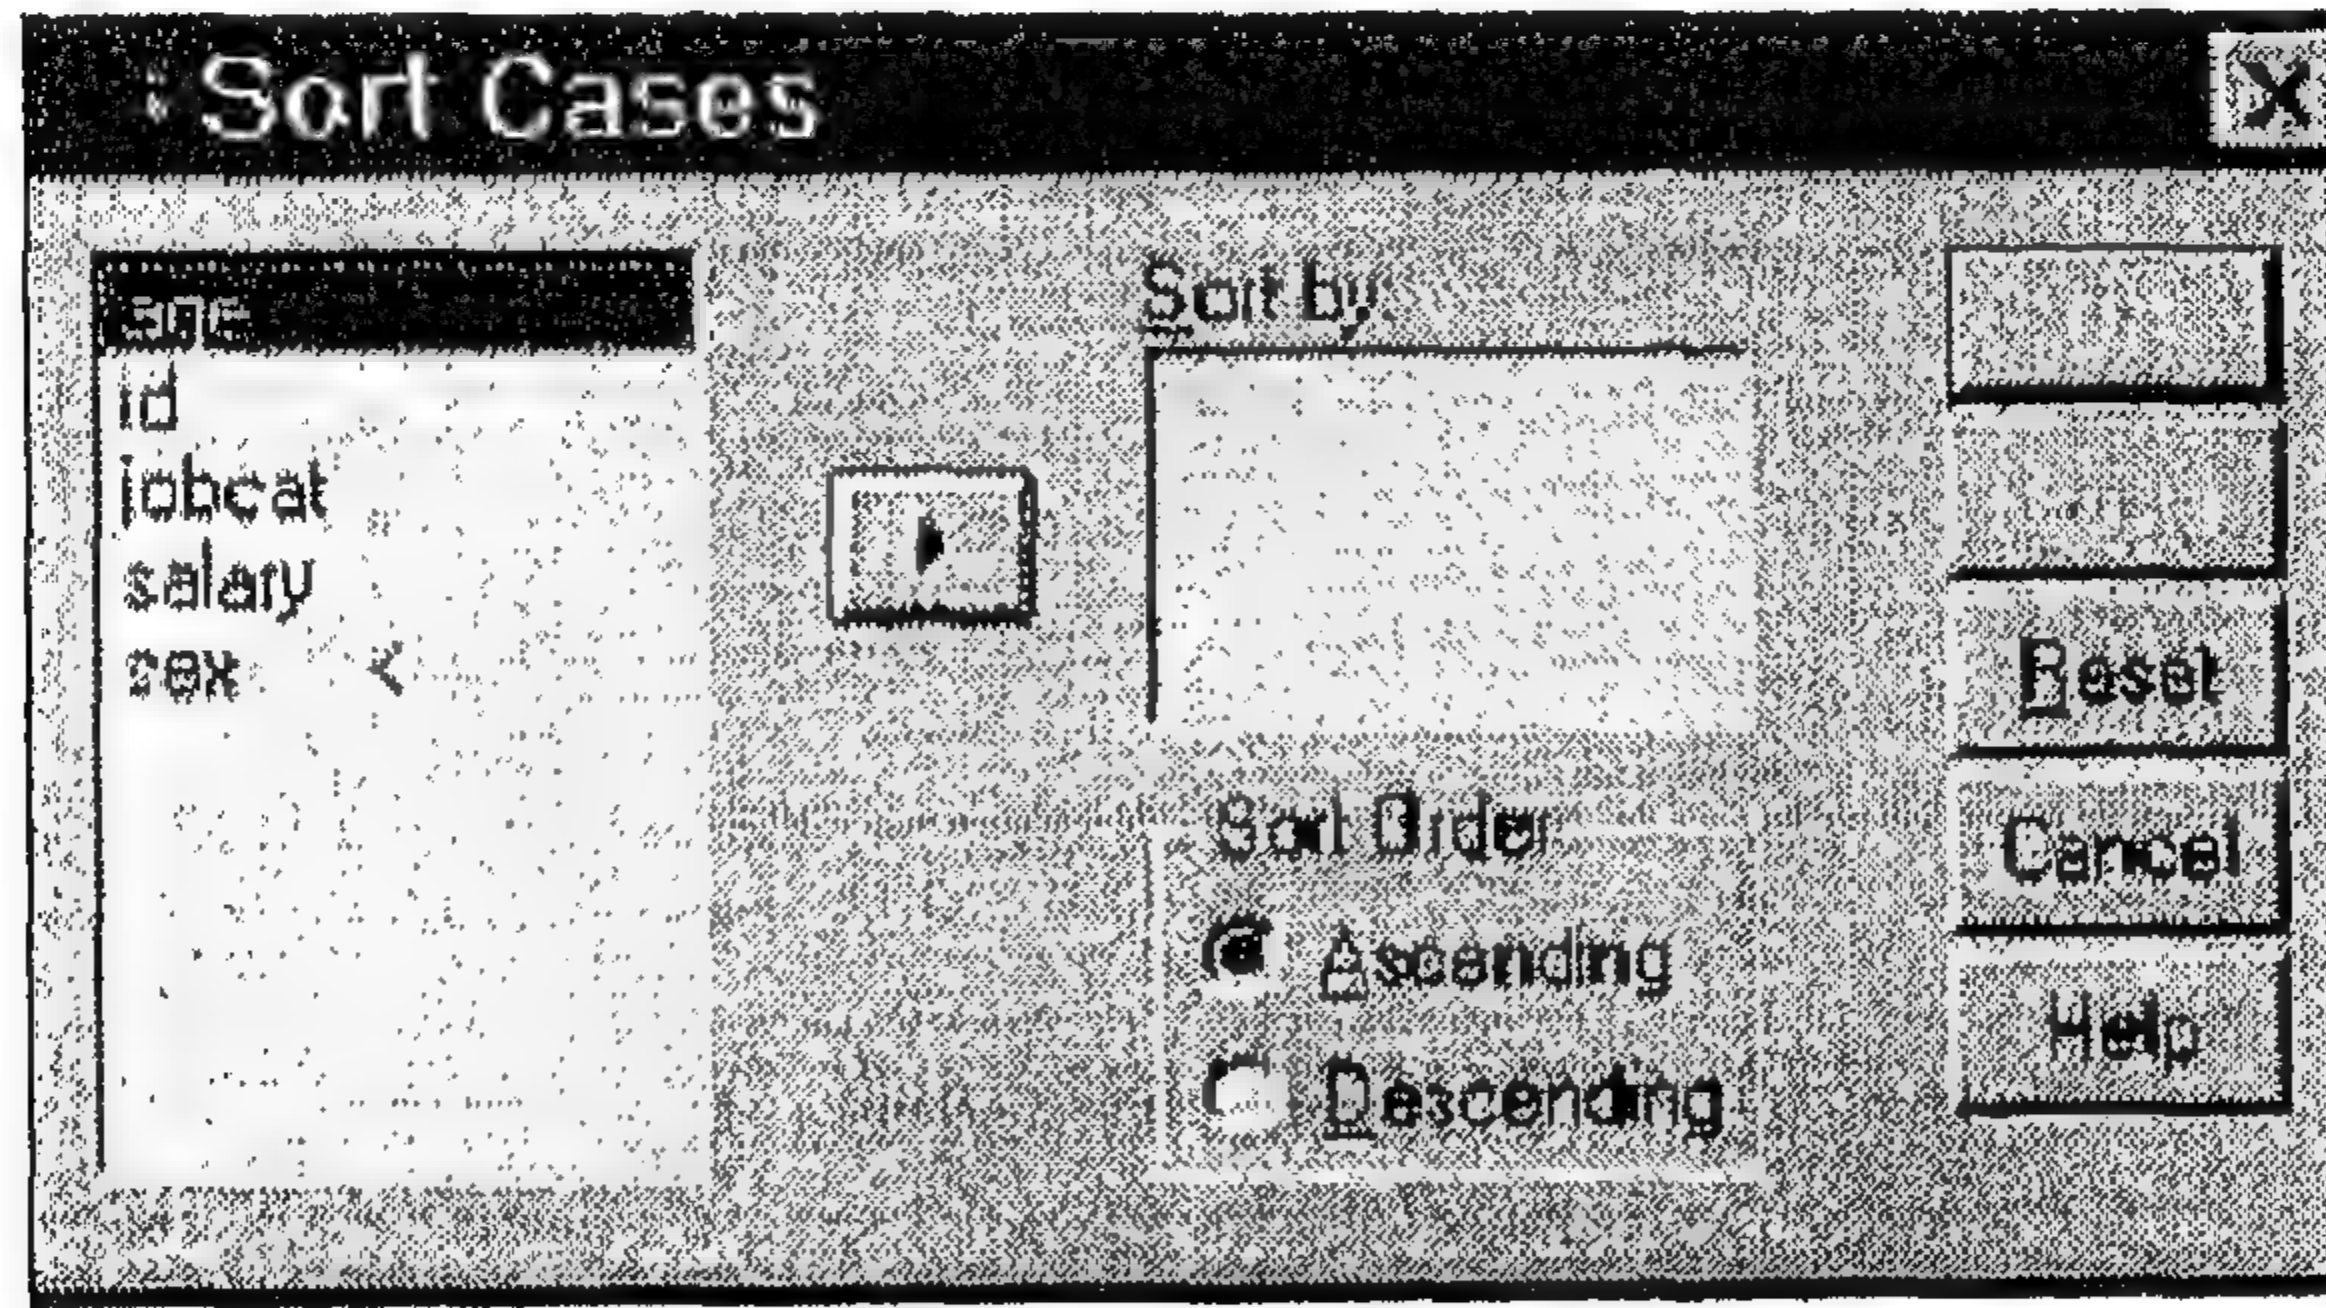 Sort Cases
age
id
jobcat
salary
sex
Sort by:
Sort Order
Ascending
Descending
Reset
Cancel
Help